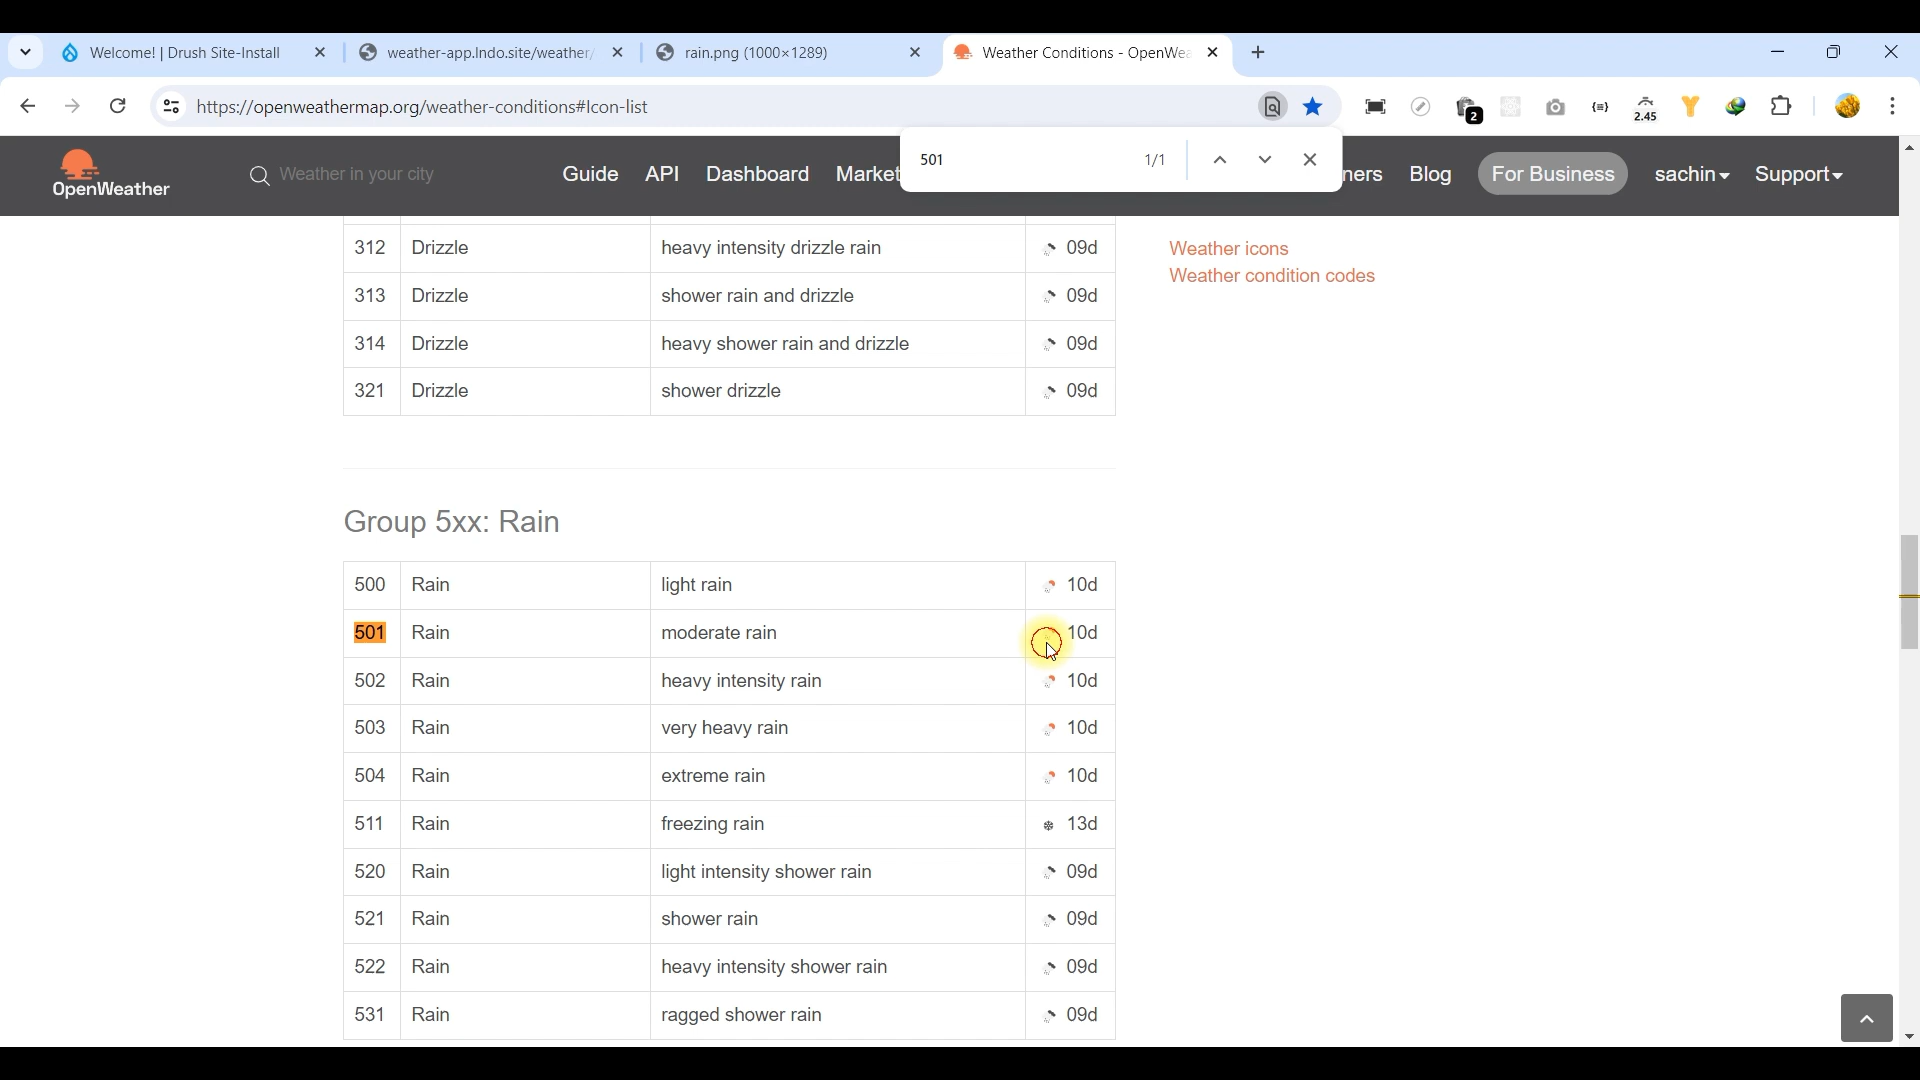 Welcome! | Drush Site-Install
weather-app.lndo.site/weather/
rain.png (1000×1289)
Weather Conditions - OpenWea
https://openweathermap.org/weather-conditions#Icon-list
2
2.45
501
1/1
OpenWeather
Weather in your city
Guide
API
Dashboard
Market
ners
Blog
For Business
sachin
Support
312 Drizzle heavy intensity drizzle rain 09d
313 Drizzle shower rain and drizzle 09d
314 Drizzle heavy shower rain and drizzle 09d
321 Drizzle shower drizzle 09d
Weather icons
Weather condition codes
Group 5xx: Rain
500 Rain light rain 10d
501 Rain moderate rain 10d
502 Rain heavy intensity rain 10d
503 Rain very heavy rain 10d
504 Rain extreme rain 10d
511 Rain freezing rain 13d
520 Rain light intensity shower rain 09d
521 Rain shower rain 09d
522 Rain heavy intensity shower rain 09d
531 Rain ragged shower rain 09d